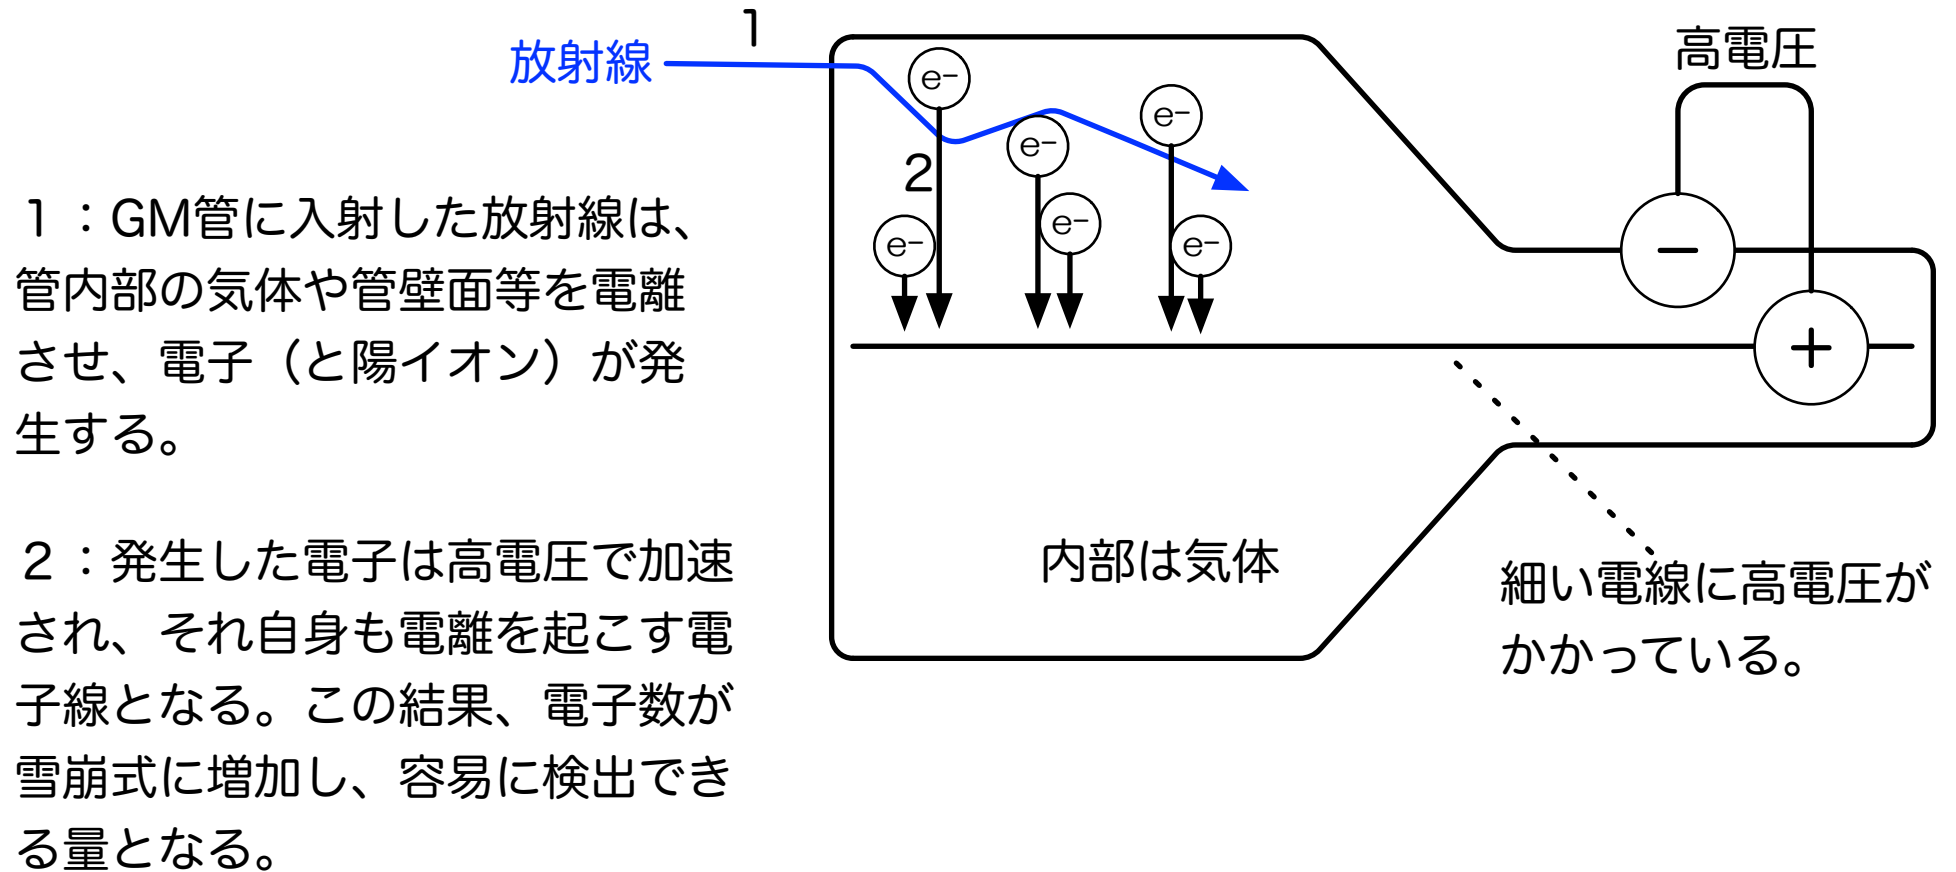 1
放射線
高電圧
e−
e−
e−
−
2
e−
e−
e−
+
１：GM管に入射した放射線は、
管内部の気体や管壁面等を電離
させ、電子（と陽イオン）が発
生する。
２：発生した電子は高電圧で加速
され、それ自身も電離を起こす電
子線となる。この結果、電子数が
雪崩式に増加し、容易に検出でき
る量となる。
内部は気体
細い電線に高電圧が
かかっている。